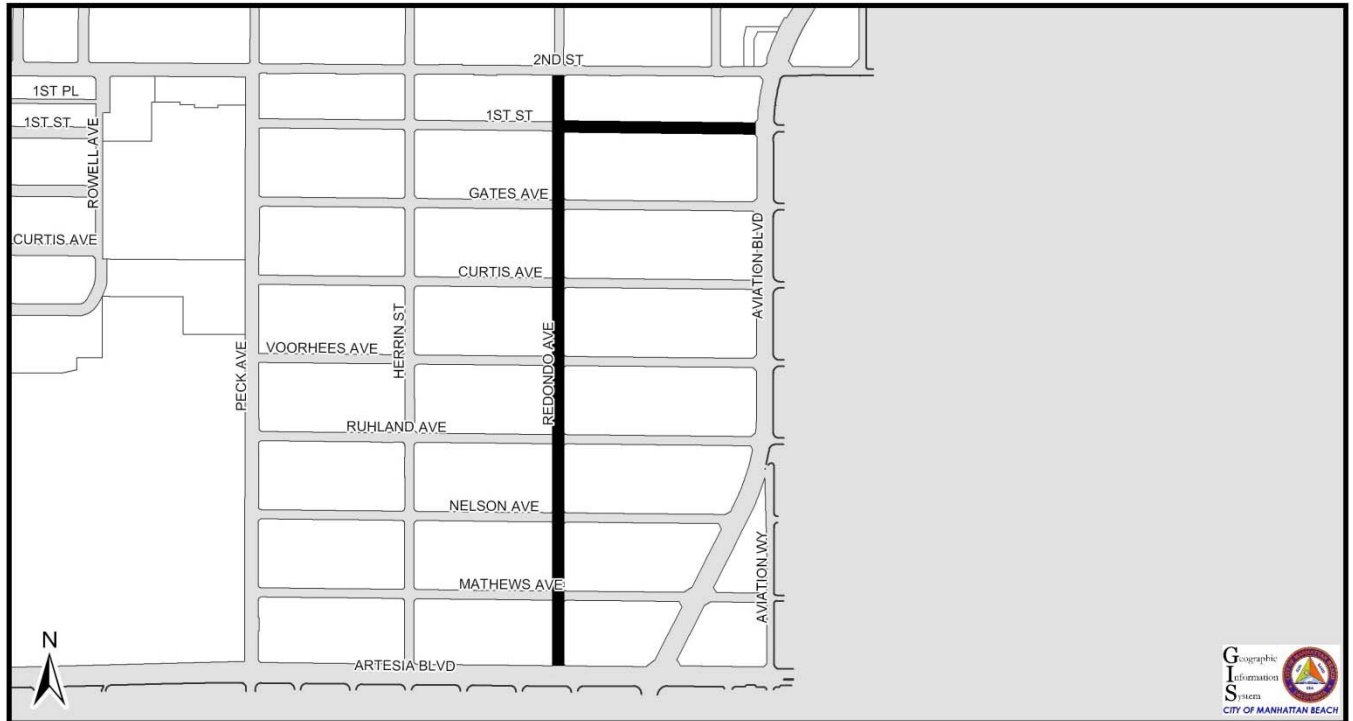 2ND ST
1ST PL
1ST ST
1ST ST
ROWELL AVE
GATES AVE
CURTIS AVE
CURTIS AVE
AVIATION BLVD
HERRIN ST
VOORHEES AVE
PECK AVE
REDONDO AVE
RUHLAND AVE
NELSON AVE
AVIATION WY
MATHEWS AVE
ARTESIA BLVD
N
Geographic
Information
System
CITY OF MANHATTAN BEACH